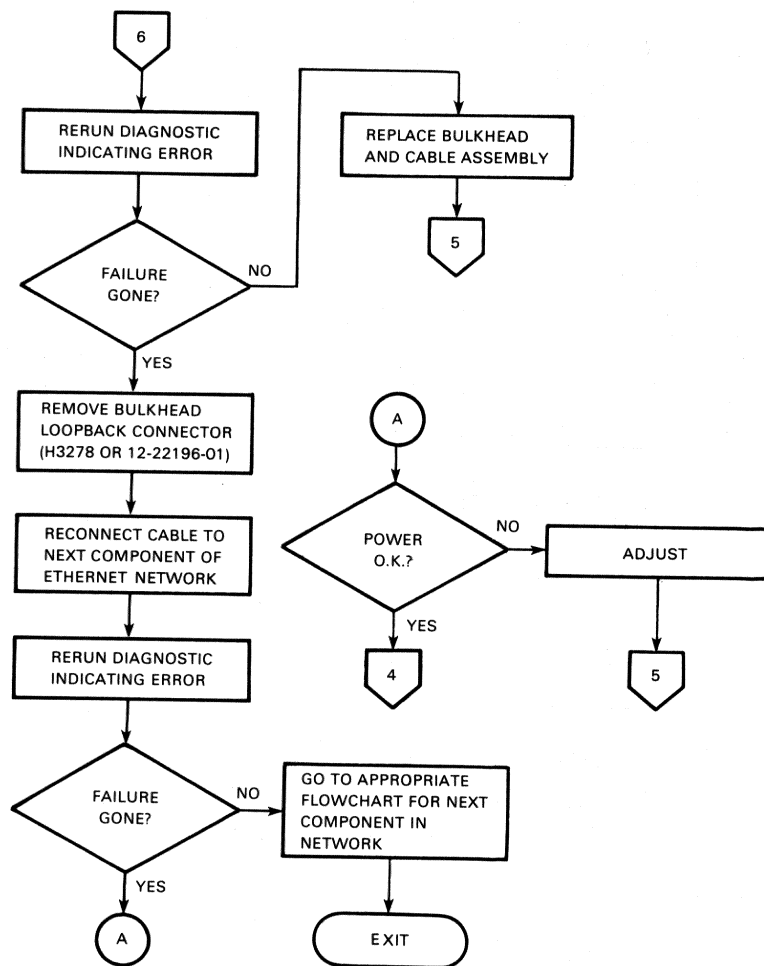 6
RERUN DIAGNOSTIC
INDICATING ERROR
FAILURE
GONE?
NO
REPLACE BULKHEAD
AND CABLE ASSEMBLY
5
YES
REMOVE BULKHEAD
LOOPBACK CONNECTOR
(H3278 OR 12-22196-01)
RECONNECT CABLE TO
NEXT COMPONENT OF
ETHERNET NETWORK
RERUN DIAGNOSTIC
INDICATING ERROR
FAILURE
GONE?
NO
GO TO APPROPRIATE
FLOWCHART FOR NEXT
COMPONENT IN
NETWORK
EXIT
YES
A
A
POWER
O.K.?
NO
ADJUST
5
YES
4